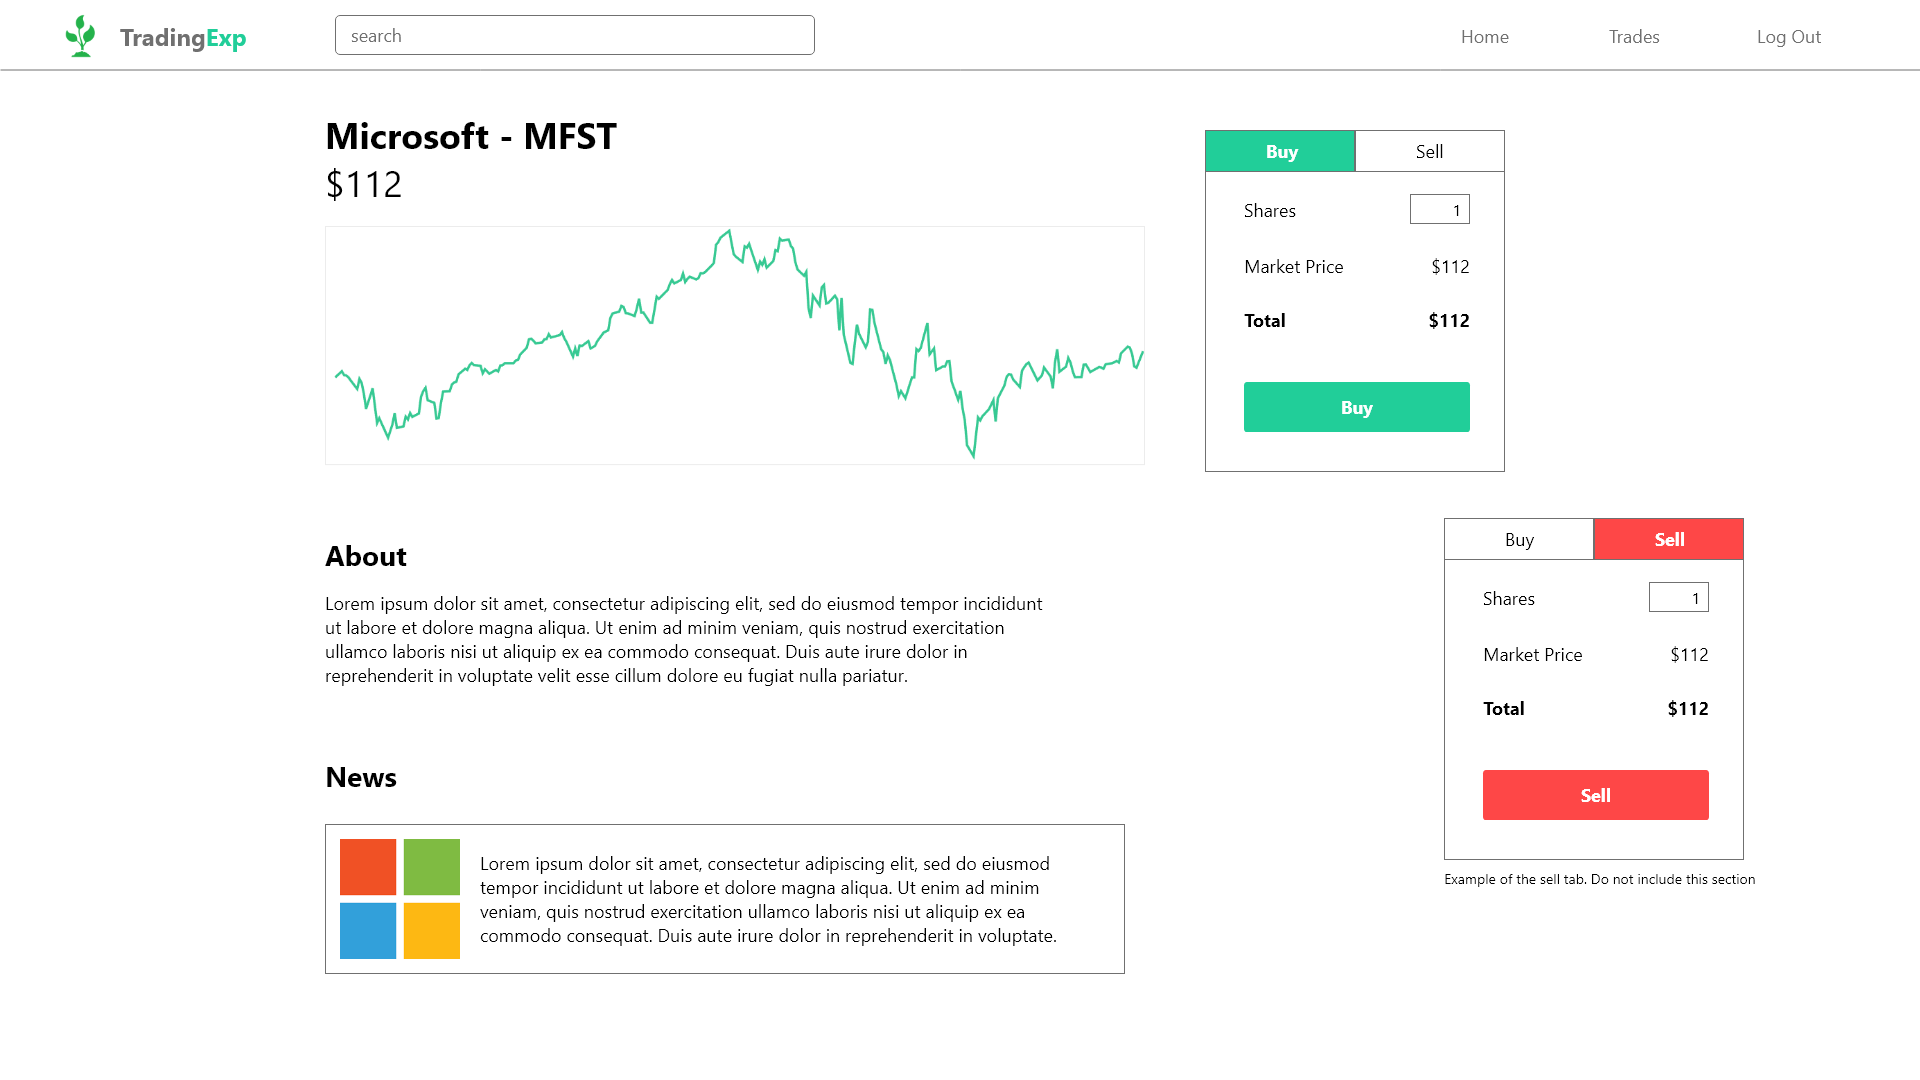 TradingExp
search
Home
Trades
Log Out
Microsoft - MFST
$112
Buy
Sell
Shares
1
Market Price
$112
Total
$112
Buy
About
Lorem ipsum dolor sit amet, consectetur adipiscing elit, sed do eiusmod tempor incididunt
ut labore et dolore magna aliqua. Ut enim ad minim veniam, quis nostrud exercitation
ullamco laboris nisi ut aliquip ex ea commodo consequat. Duis aute irure dolor in
reprehenderit in voluptate velit esse cillum dolore eu fugiat nulla pariatur.
Buy
Sell
Shares
1
Market Price
$112
Total
$112
Sell
Example of the sell tab. Do not include this section
News
Lorem ipsum dolor sit amet, consectetur adipiscing elit, sed do eiusmod
tempor incididunt ut labore et dolore magna aliqua. Ut enim ad minim
veniam, quis nostrud exercitation ullamco laboris nisi ut aliquip ex ea
commodo consequat. Duis aute irure dolor in reprehenderit in voluptate.